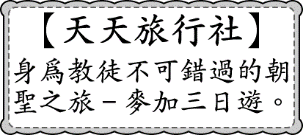 【天天旅行社】
身為教徒不可錯過的朝
聖之旅－麥加三日遊。